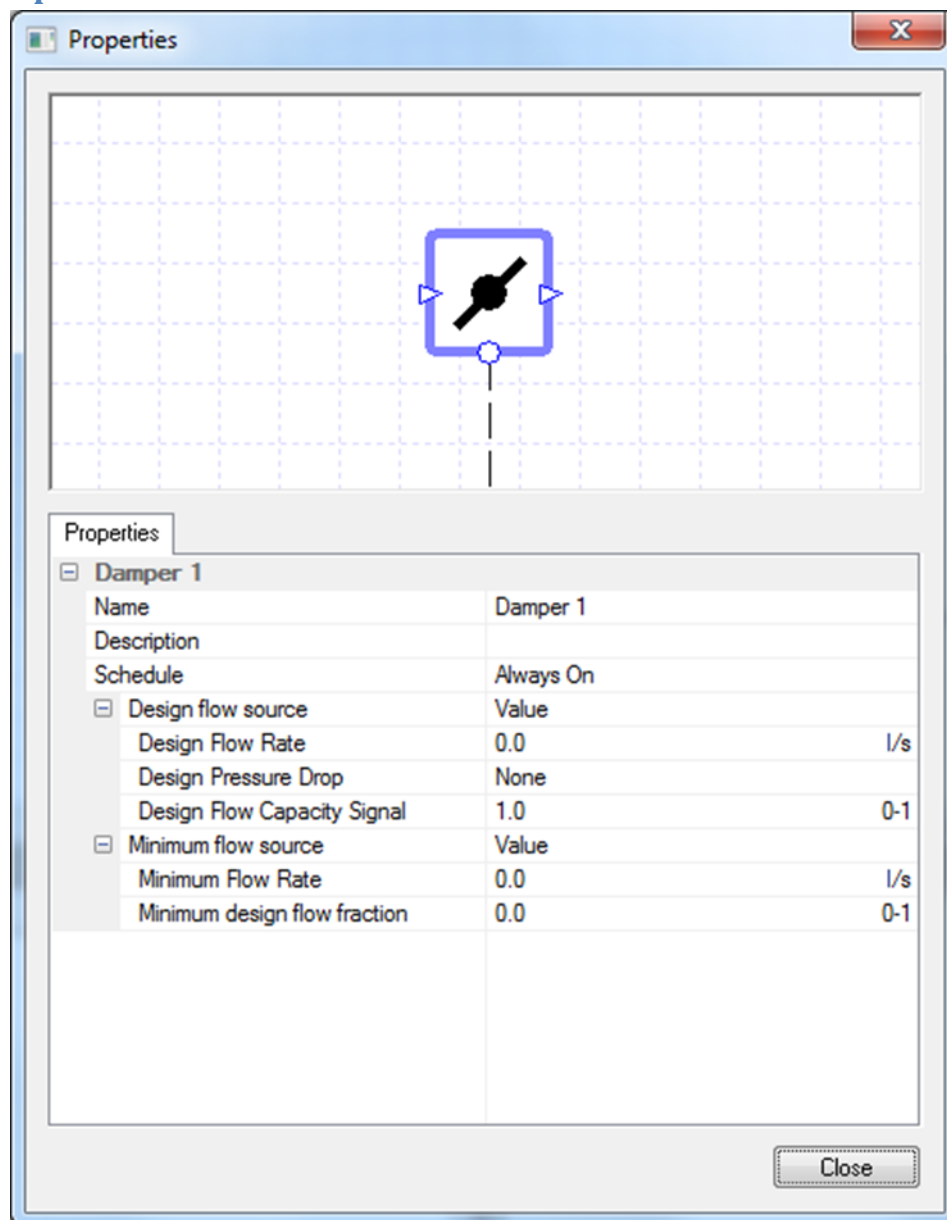 Properties
Properties
Damper 1
Name Damper 1
Description
Schedule Always On
Design flow source Value
Design Flow Rate 0.0 l/s
Design Pressure Drop None
Design Flow Capacity Signal 1.0 0-1
Minimum flow source Value
Minimum Flow Rate 0.0 l/s
Minimum design flow fraction 0.0 0-1
Close